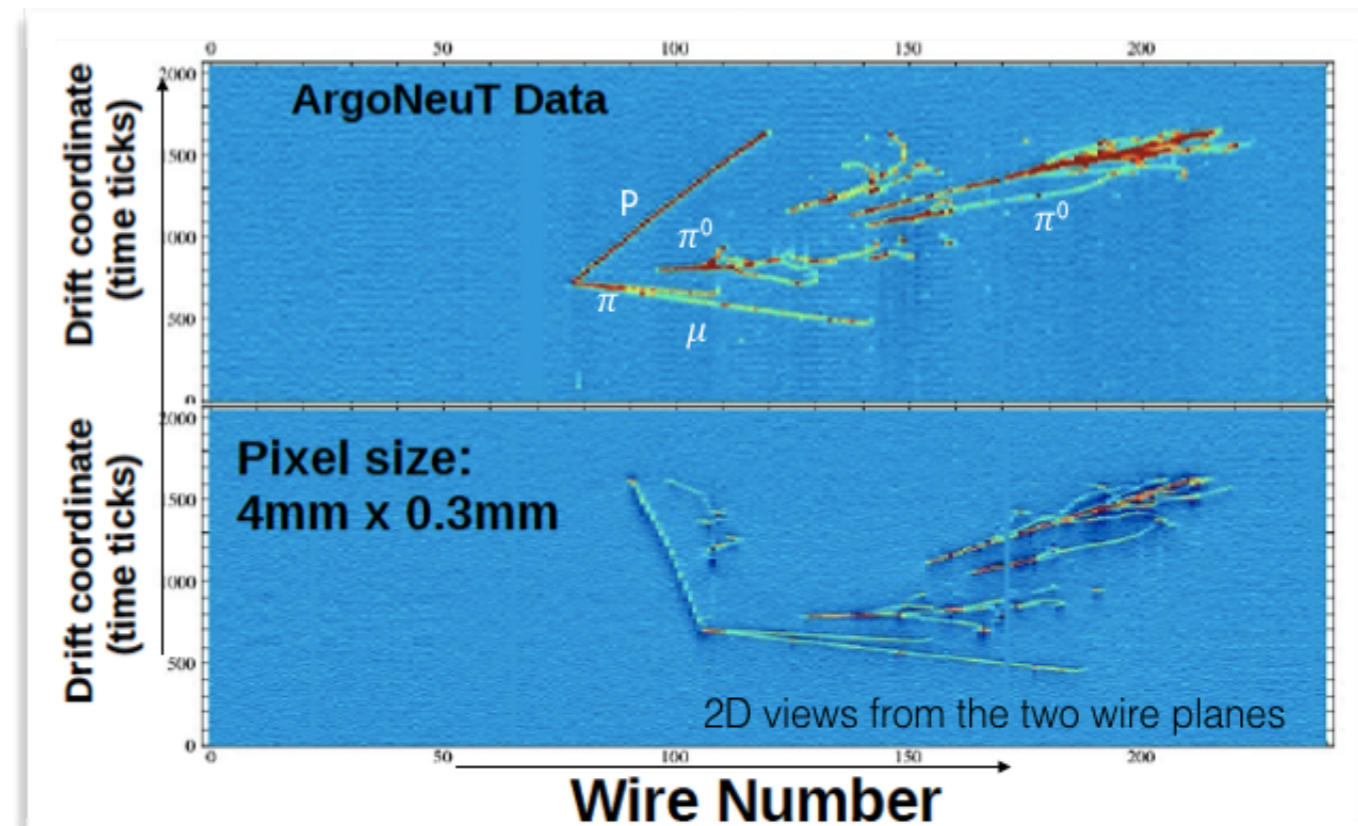 0 50 100 150 200
Drift coordinate
(time ticks)
2000
1500
1000
500
0
ArgoNeuT Data
P
π⁰
π⁰
π
μ
Drift coordinate
(time ticks)
2000
1500
1000
500
0
Pixel size:
4mm x 0.3mm
2D views from the two wire planes
0 50 100 150 200
Wire Number